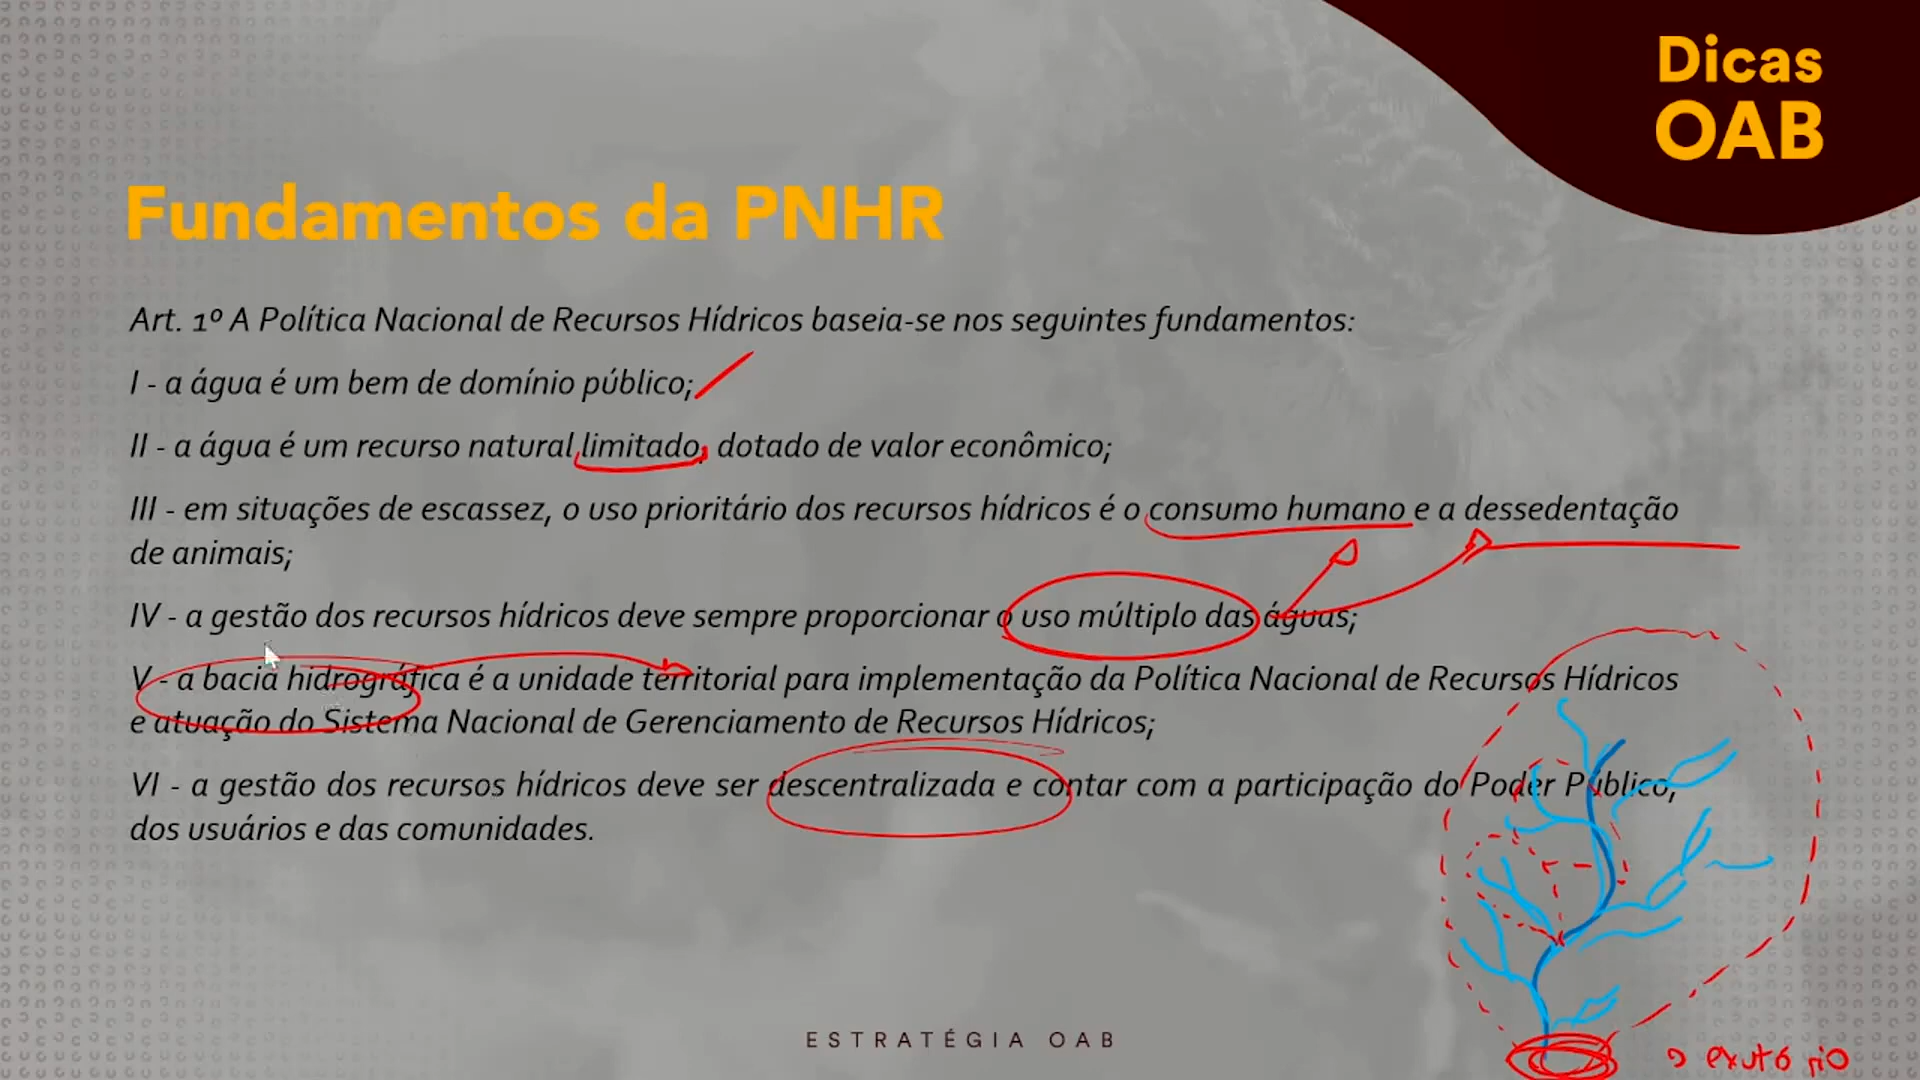 Dicas
OAB
Fundamentos da PNHR
Art. 1º A Política Nacional de Recursos Hídricos baseia-se nos seguintes fundamentos:
I - a água é um bem de domínio público;
II - a água é um recurso natural limitado, dotado de valor econômico;
III - em situações de escassez, o uso prioritário dos recursos hídricos é o consumo humano e a dessedentação
de animais;
IV - a gestão dos recursos hídricos deve sempre proporcionar o uso múltiplo das águas;
V - a bacia hidrográfica é a unidade territorial para implementação da Política Nacional de Recursos Hídricos
e atuação do Sistema Nacional de Gerenciamento de Recursos Hídricos;
VI - a gestão dos recursos hídricos deve ser descentralizada e contar com a participação do Poder Público,
dos usuários e das comunidades.
ESTRATÉGIA OAB
exutório